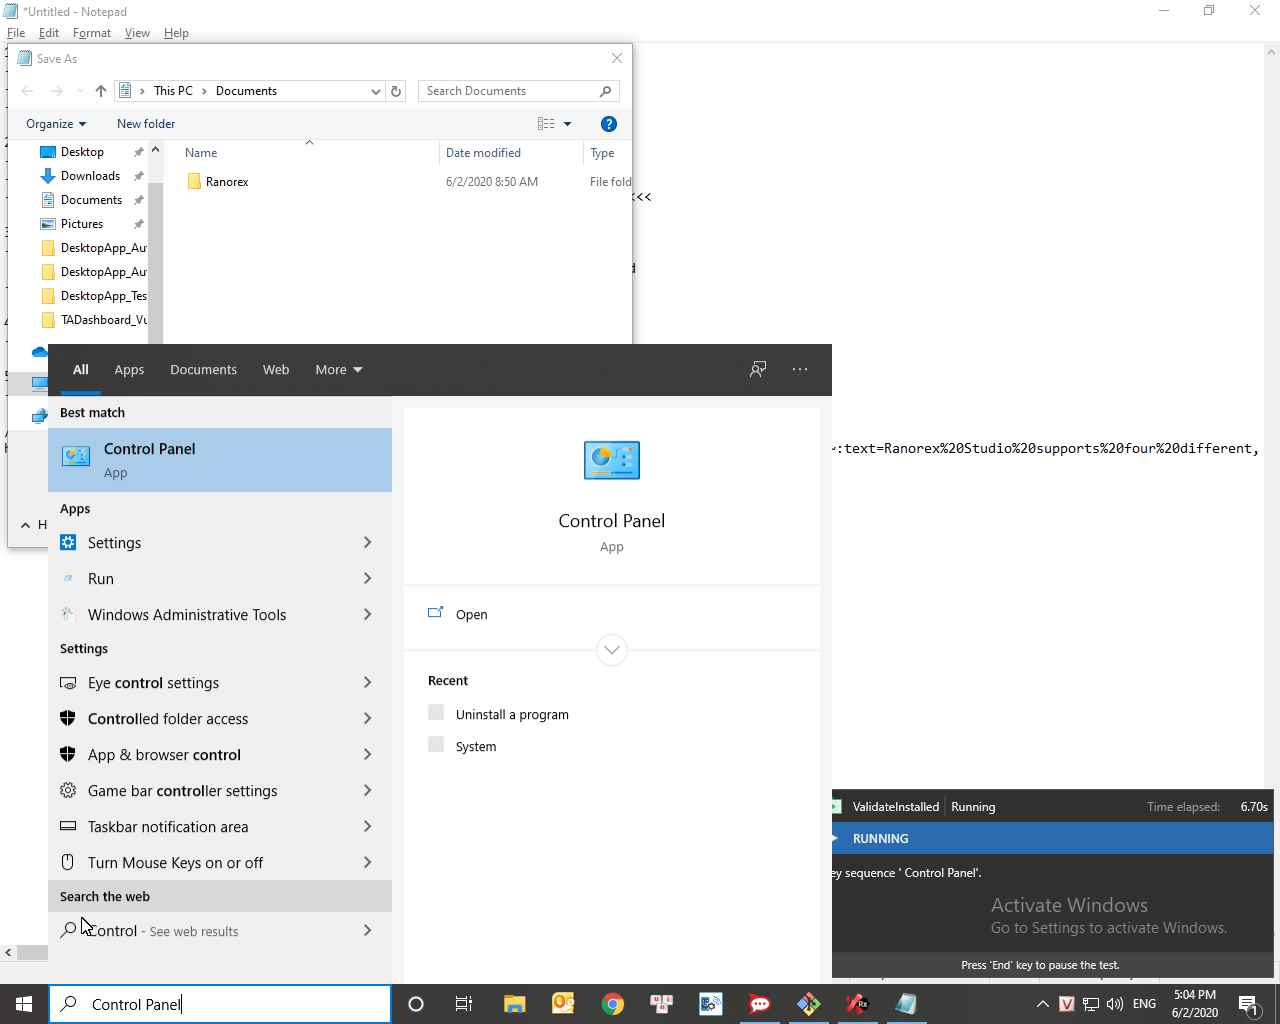 *Untitled - Notepad
File Edit Format View Help
Save As
This PC Documents
Search Documents
Organize New folder
Name Date modified Type
Desktop
Downloads
Documents
Pictures
DesktopApp_Au
DesktopApp_Au
DesktopApp_Tes
TADashboard_Vu
Ranorex 6/2/2020 8:50 AM File fold
<<<
d
~:text=Ranorex%20Studio%20supports%20four%20different,
H
All Apps Documents Web More
Best match
Control Panel
App
Apps
Settings
Run
Windows Administrative Tools
Settings
Eye control settings
Controlled folder access
App & browser control
Game bar controller settings
Taskbar notification area
Turn Mouse Keys on or off
Search the web
Control - See web results
Control Panel
App
Open
Recent
Uninstall a program
System
ValidateInstalled Running Time elapsed: 6.70s
RUNNING
ey sequence ' Control Panel'.
Activate Windows
Go to Settings to activate Windows.
Press 'End' key to pause the test.
Control Panel
ENG
5:04 PM
6/2/2020
1